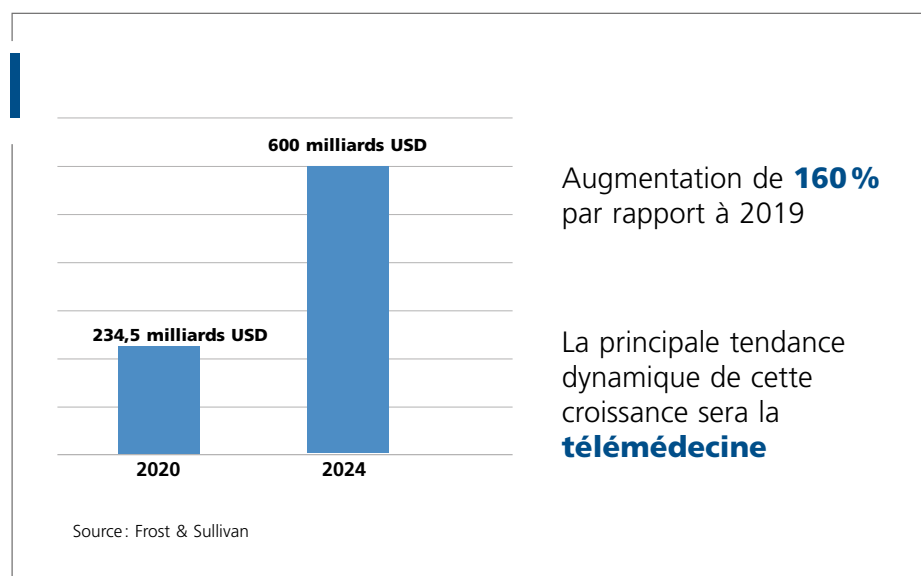 600 milliards USD
234,5 milliards USD
2020
2024
Source: Frost & Sullivan
Augmentation de 160 %
par rapport à 2019
La principale tendance
dynamique de cette
croissance sera la
télémédecine